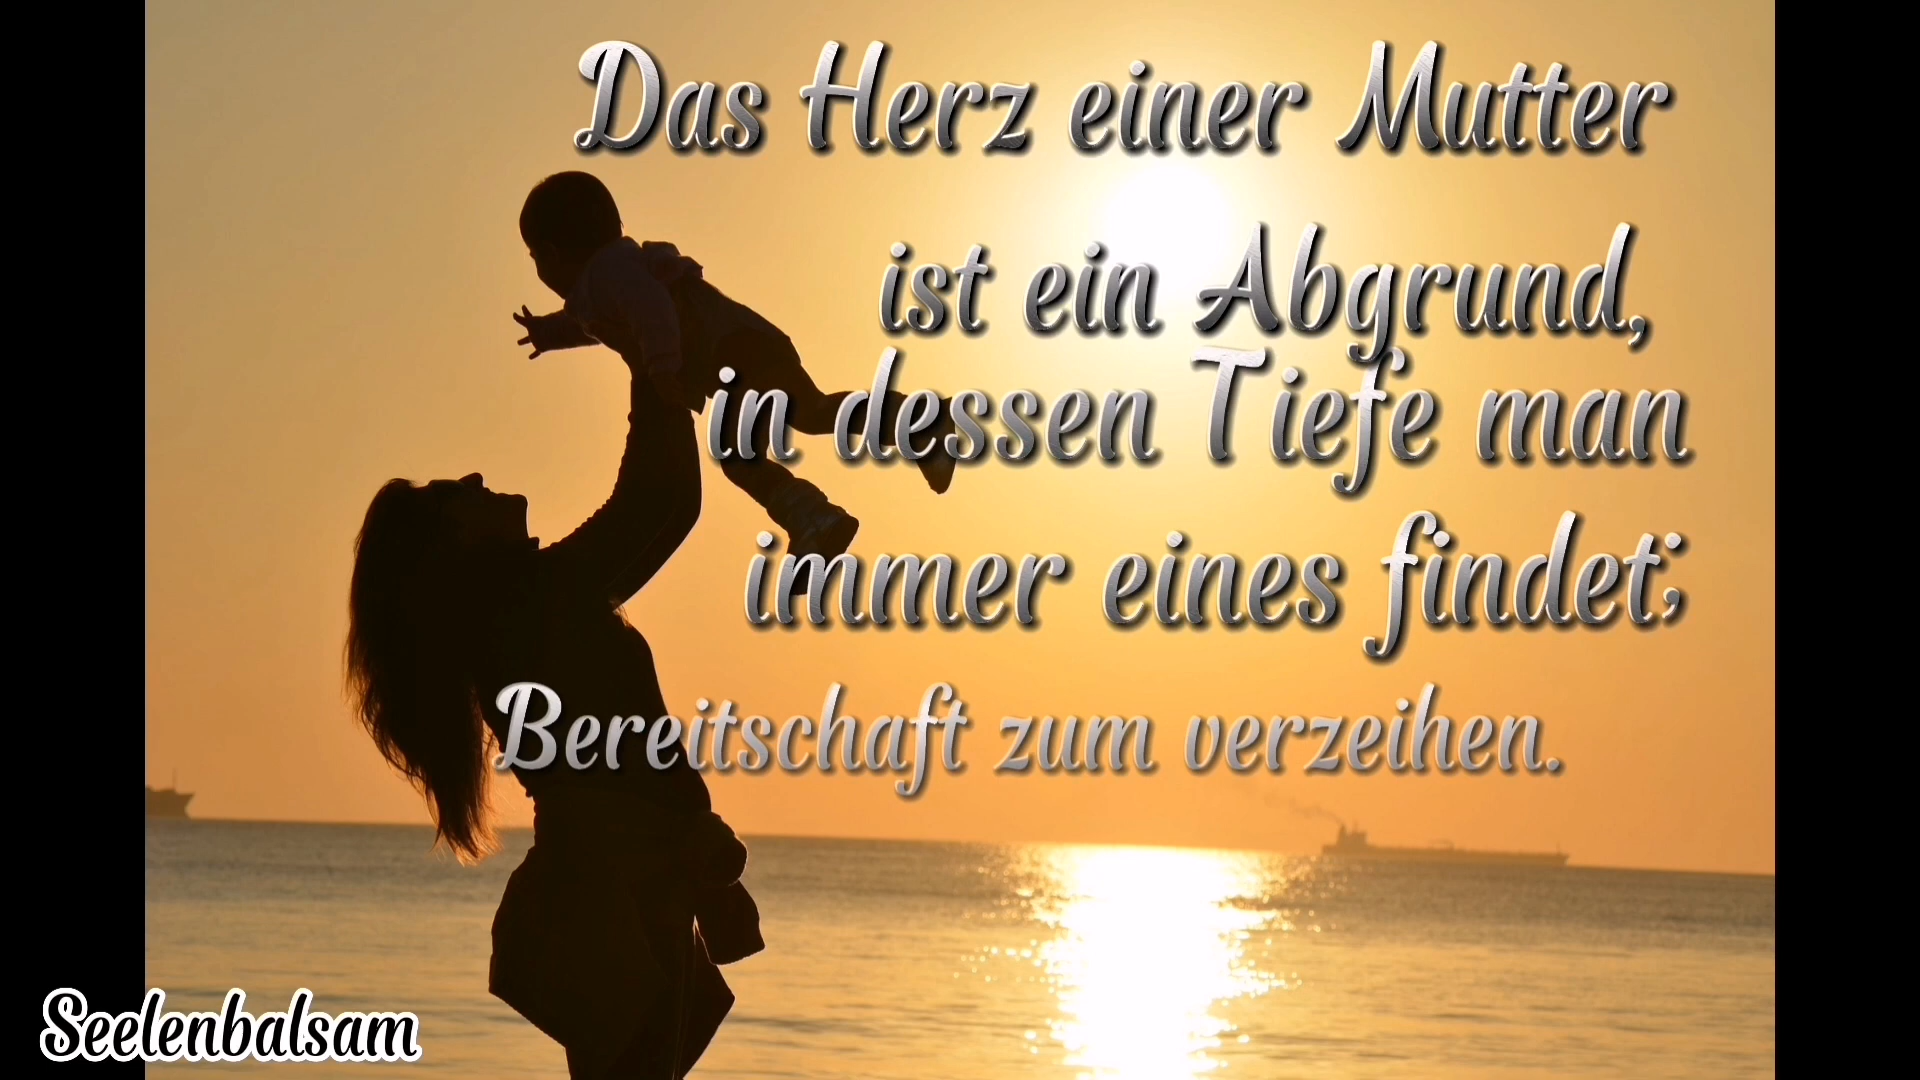 Das Herz einer Mutter
ist ein Abgrund,
in dessen Tiefe man
immer eines findet;
Bereitschaft zum verzeihen.
Seelenbalsam